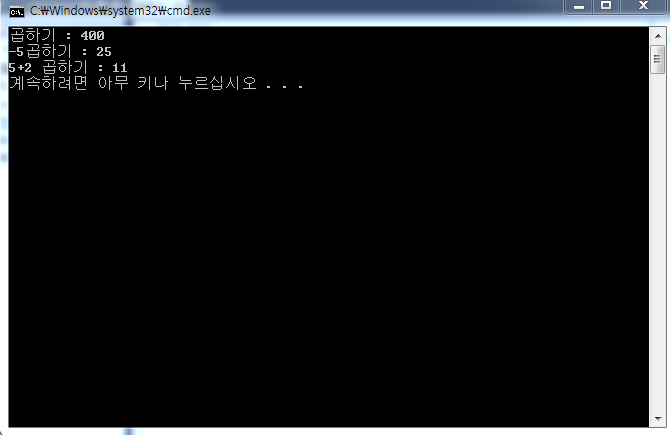 C:\Windows\system32\cmd.exe
곱하기 : 400
-5곱하기 : 25
5+2 곱하기 : 11
계속하려면 아무 키나 누르십시오 . . .